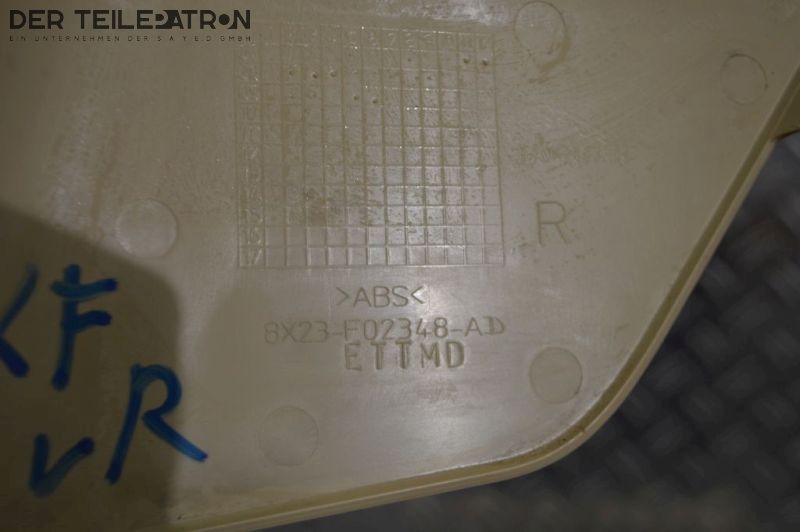 DER TEILEPATRON
EIN UNTERNEHMEN DER S A Y E.D GMBH
R
>ABS<
8X23-F02348-AD
ETTMD
KF
VR